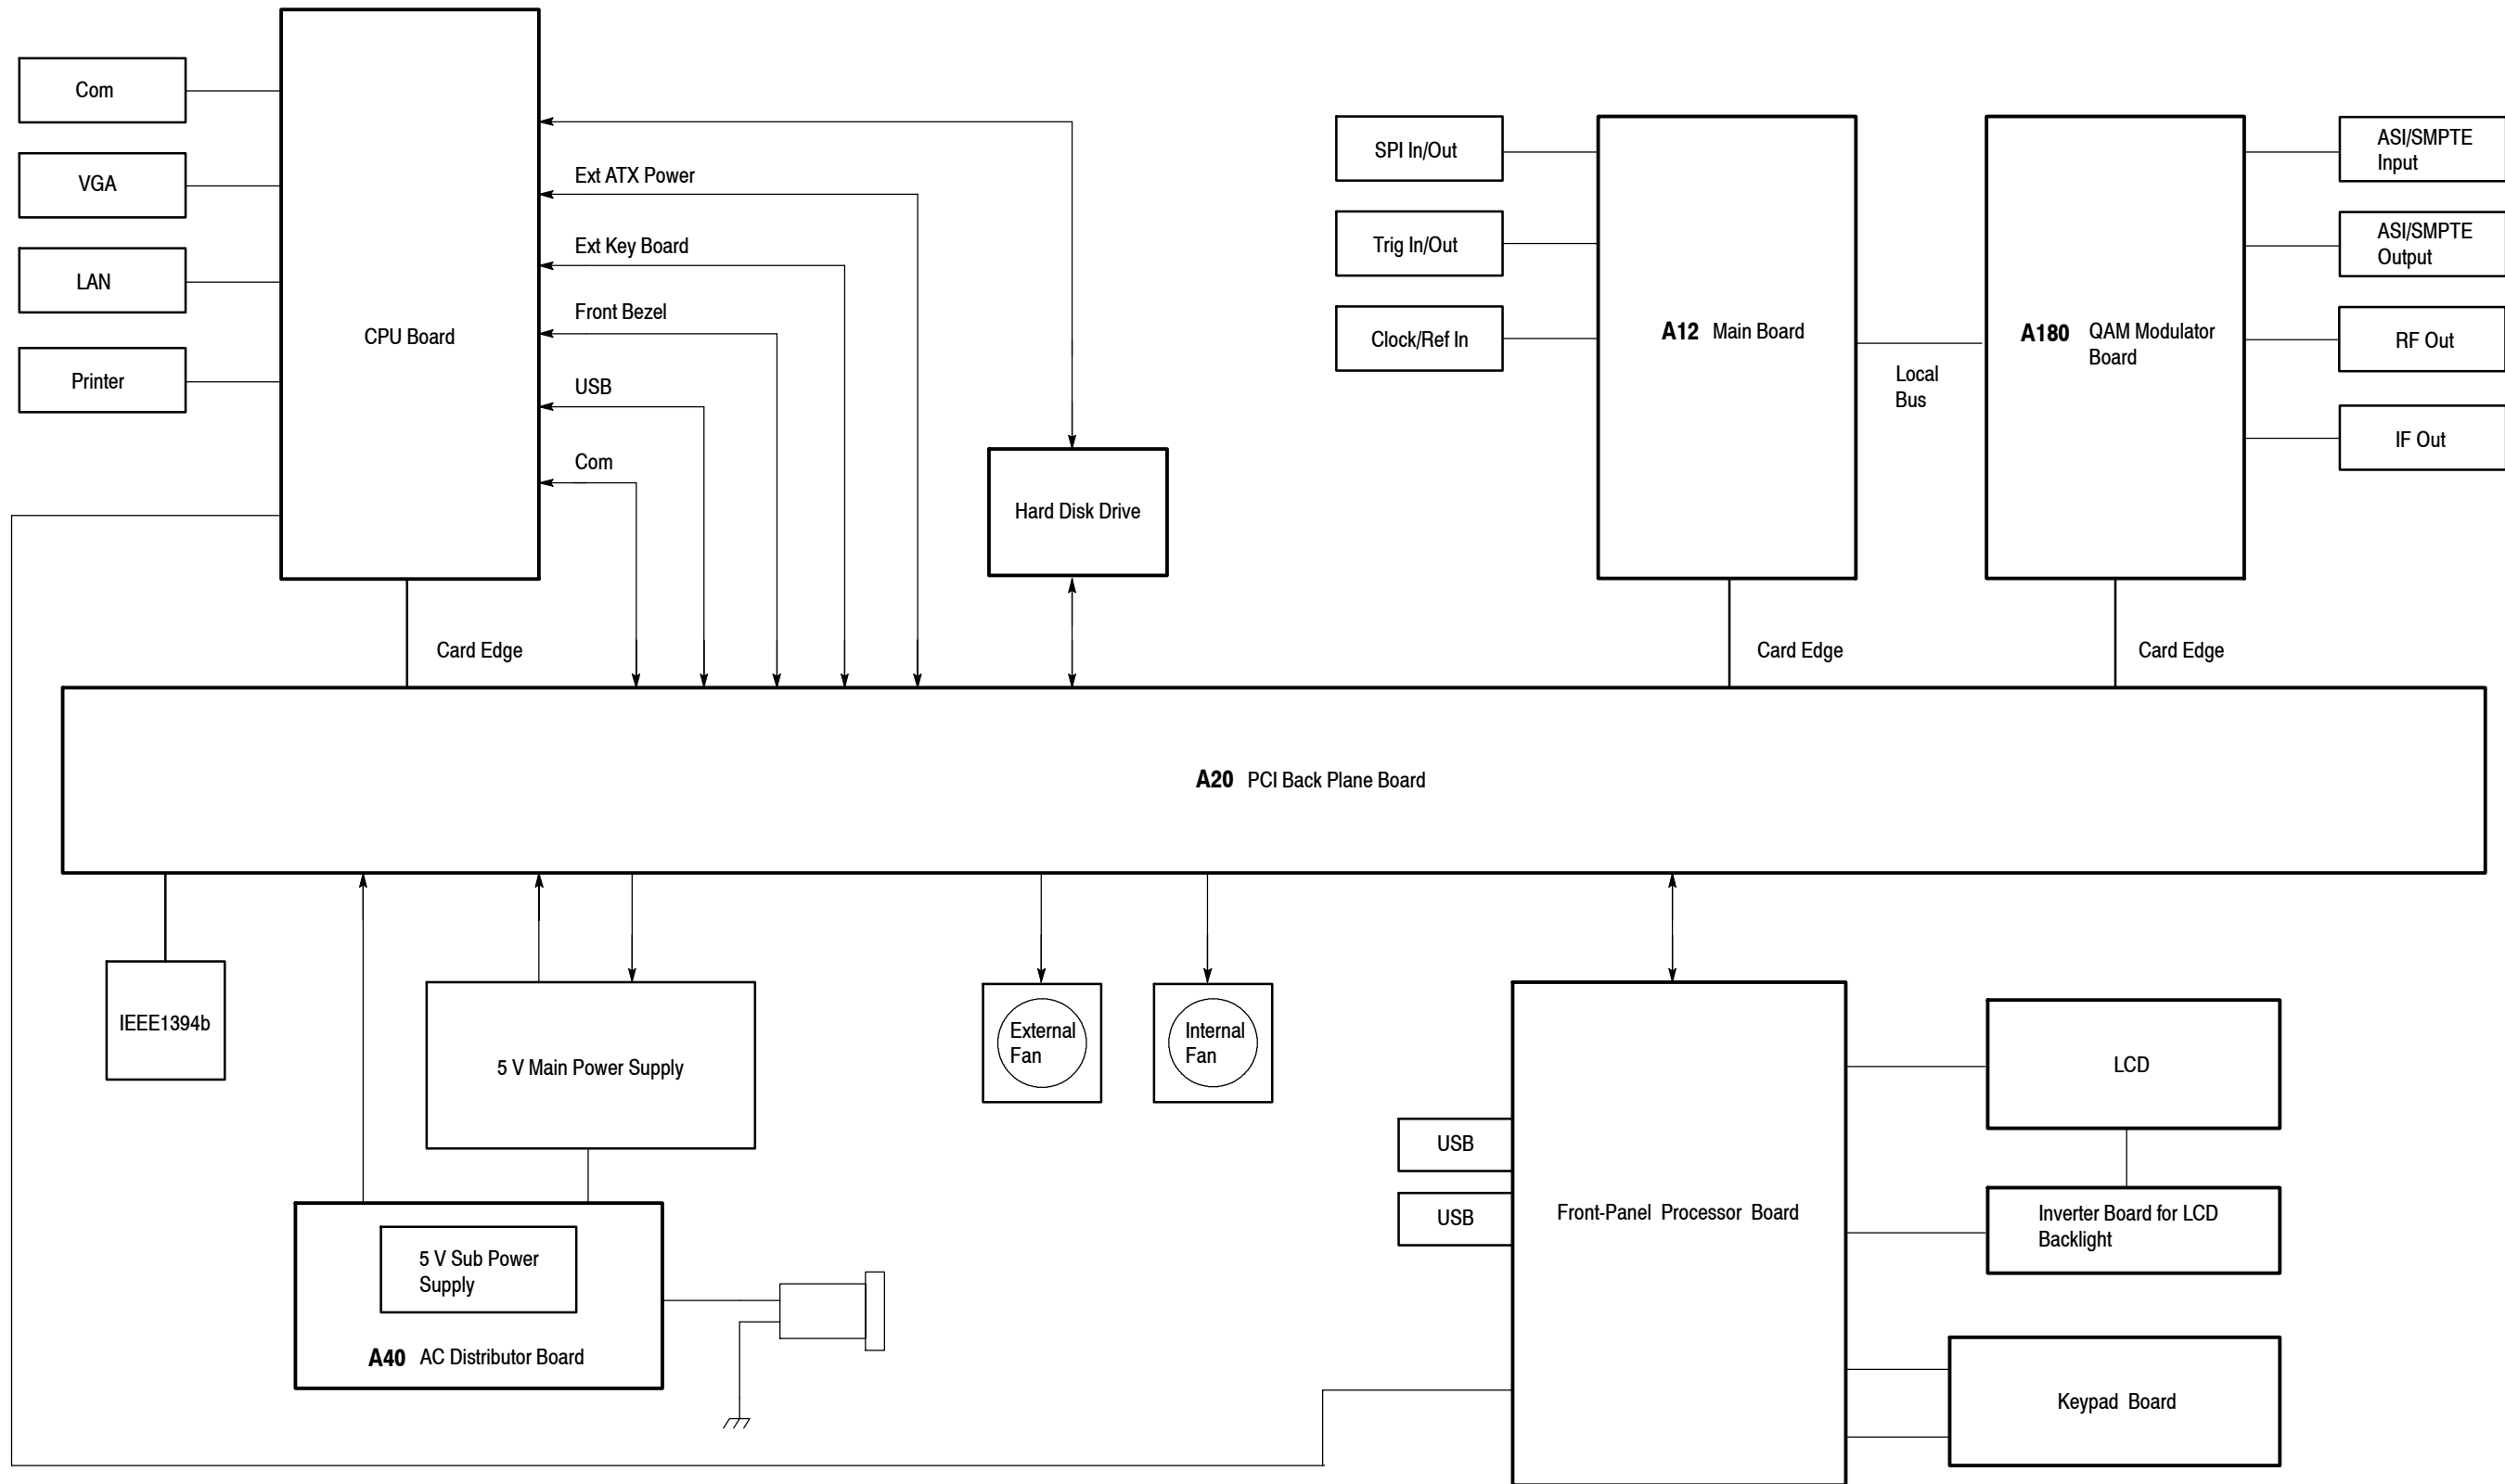 Com
VGA
LAN
Printer
CPU Board
Ext ATX Power
Ext Key Board
Front Bezel
USB
Com
Hard Disk Drive
SPI In/Out
Trig In/Out
Clock/Ref In
A12 Main Board
Local
Bus
A180 QAM Modulator
Board
ASI/SMPTE
Input
ASI/SMPTE
Output
RF Out
IF Out
Card Edge
Card Edge
Card Edge
A20 PCI Back Plane Board
IEEE1394b
5 V Main Power Supply
External
Fan
Internal
Fan
5 V Sub Power
Supply
A40 AC Distributor Board
USB
USB
Front-Panel Processor Board
LCD
Inverter Board for LCD
Backlight
Keypad Board